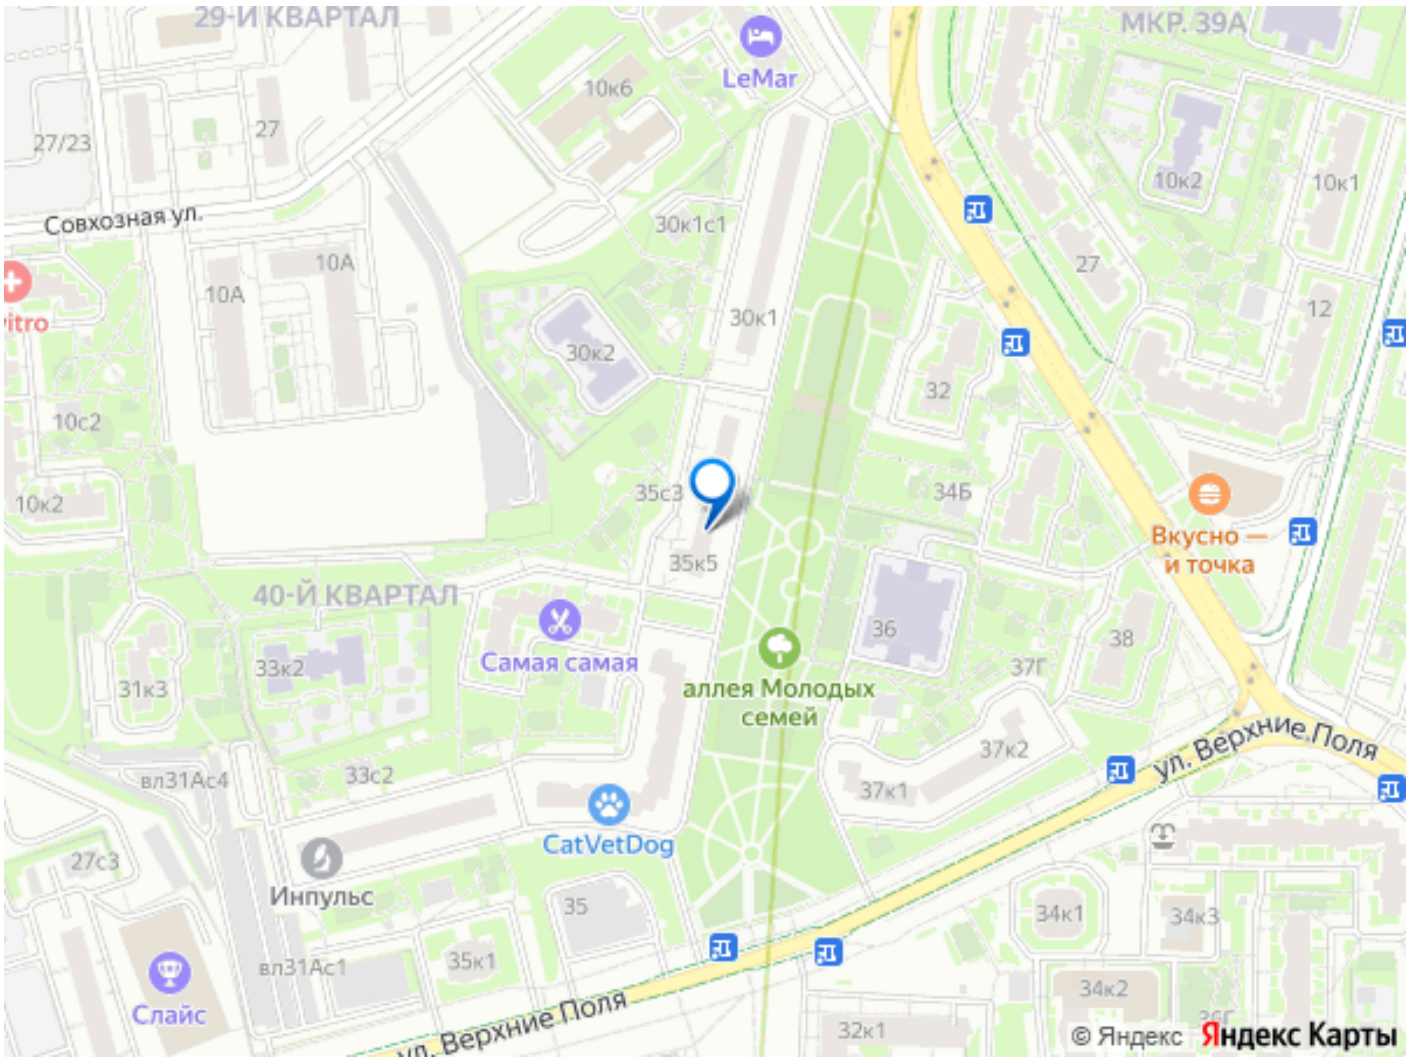 29-Й КВАРТАЛ
МКР. 39А
LeMar
10к6
27/23
27
10к2
10к1
Совхозная ул.
30к1с1
10А
10А
27
12
itro
30к1
30к2
32
10с2
10к2
35с3
34Б
Вкусно —
и точка
35к5
40-Й КВАРТАЛ
36
38
Самая самая
33к2
31к3
37Г
аллея Молодых
семей
ул. Верхние Поля
37к2
вл31Ас4
33с2
37к1
CatVetDog
27с3
Инпульс
35
34к1
34к3
35к1
вл31Ас1
34к2
Слайс
ул. Верхние Поля
32к1
36Г
© Яндекс Яндекс Карты